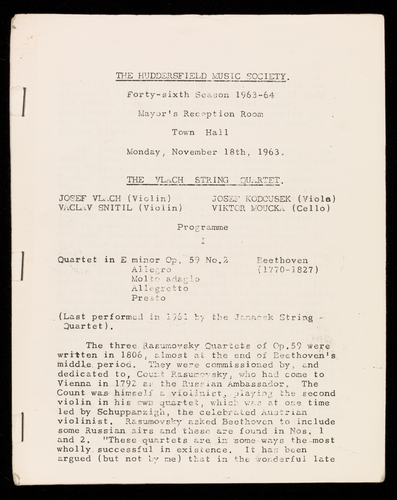 THE HUDDERSFIELD MUSIC SOCIETY.
Forty-sixth Season 1963-64
Mayor's Reception Room
Town Hall
Monday, November 18th, 1963.
THE VLACH STRING QUARTET.
JOSEF VLACH (Violin) JOSEF KODOUSEK (Viola)
VACLAV SNITIL (Violin) VIKTOR MOUCKA (Cello)
Programme
I
Quartet in E minor Op. 59 No.2 Beethoven
Allegro (1770-1827)
Molto adagio
Allegretto
Presto
(Last performed in 1961 by the Janacek String -
Quartet).
The three Rasumovsky Quartets of Op.59 were
written in 1806, almost at the end of Beethoven's
middle period. They were commissioned by, and
dedicated to, Count Rasumovsky, who had come to
Vienna in 1792 as the Russian Ambassador. The
Count was himself a violinist, playing the second
violin in his own quartet, which was at one time
led by Schuppanzigh, the celebrated Austrian
violinist. Rasumovsky asked Beethoven to include
some Russian airs and these are found in Nos. 1
and 2. "These quartets are in some ways the most
wholly successful in existence. It has been
argued (but not by me) that in the wonderful late